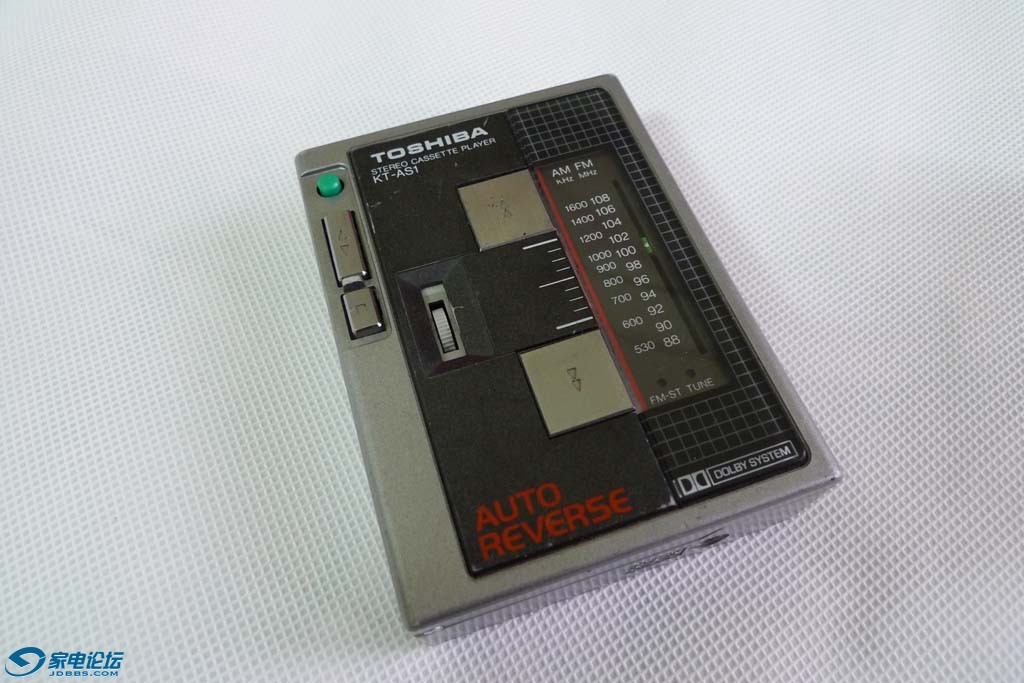 TOSHIBA
STEREO CASSETTE PLAYER
KT-AS1
AM FM
KHz MHz
1600 108
1400 106
1200 104
102
1000 100
900 98
800 96
700 94
600 92
90
530 88
FM-ST TUNE
DOLBY SYSTEM
AUTO
REVERSE
家电论坛
JDBBS.COM